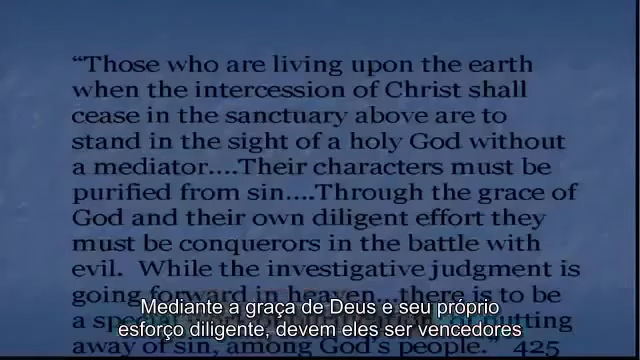 “Those who are living upon the earth
when the intercession of Christ shall
cease in the sanctuary above are to
stand in the sight of a holy God without
a mediator....Their characters must be
purified from sin....Through the grace of
God and their own diligent effort they
must be conquerors in the battle with
evil. While the investigative judgment is
going forward in heaven...there is to be
a special putting
away of sin, among God's people.” 425
Mediante a graça de Deus e seu próprio
esforço diligente, devem eles ser vencedores